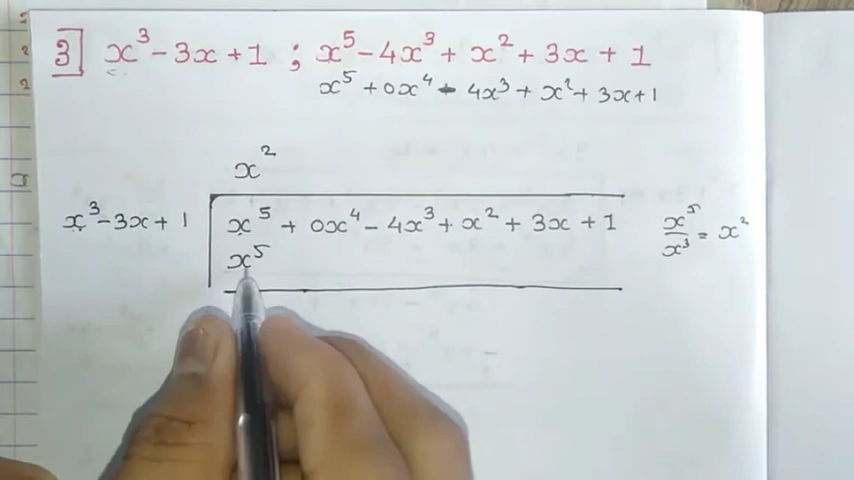 3] x³ - 3x + 1 ; x⁵ - 4x³ + x² + 3x + 1
x⁵ + 0x⁴ - 4x³ + x² + 3x + 1
x²
x³ - 3x + 1 x⁵ + 0x⁴ - 4x³ + x² + 3x + 1 x⁵/x³ = x²
x⁵